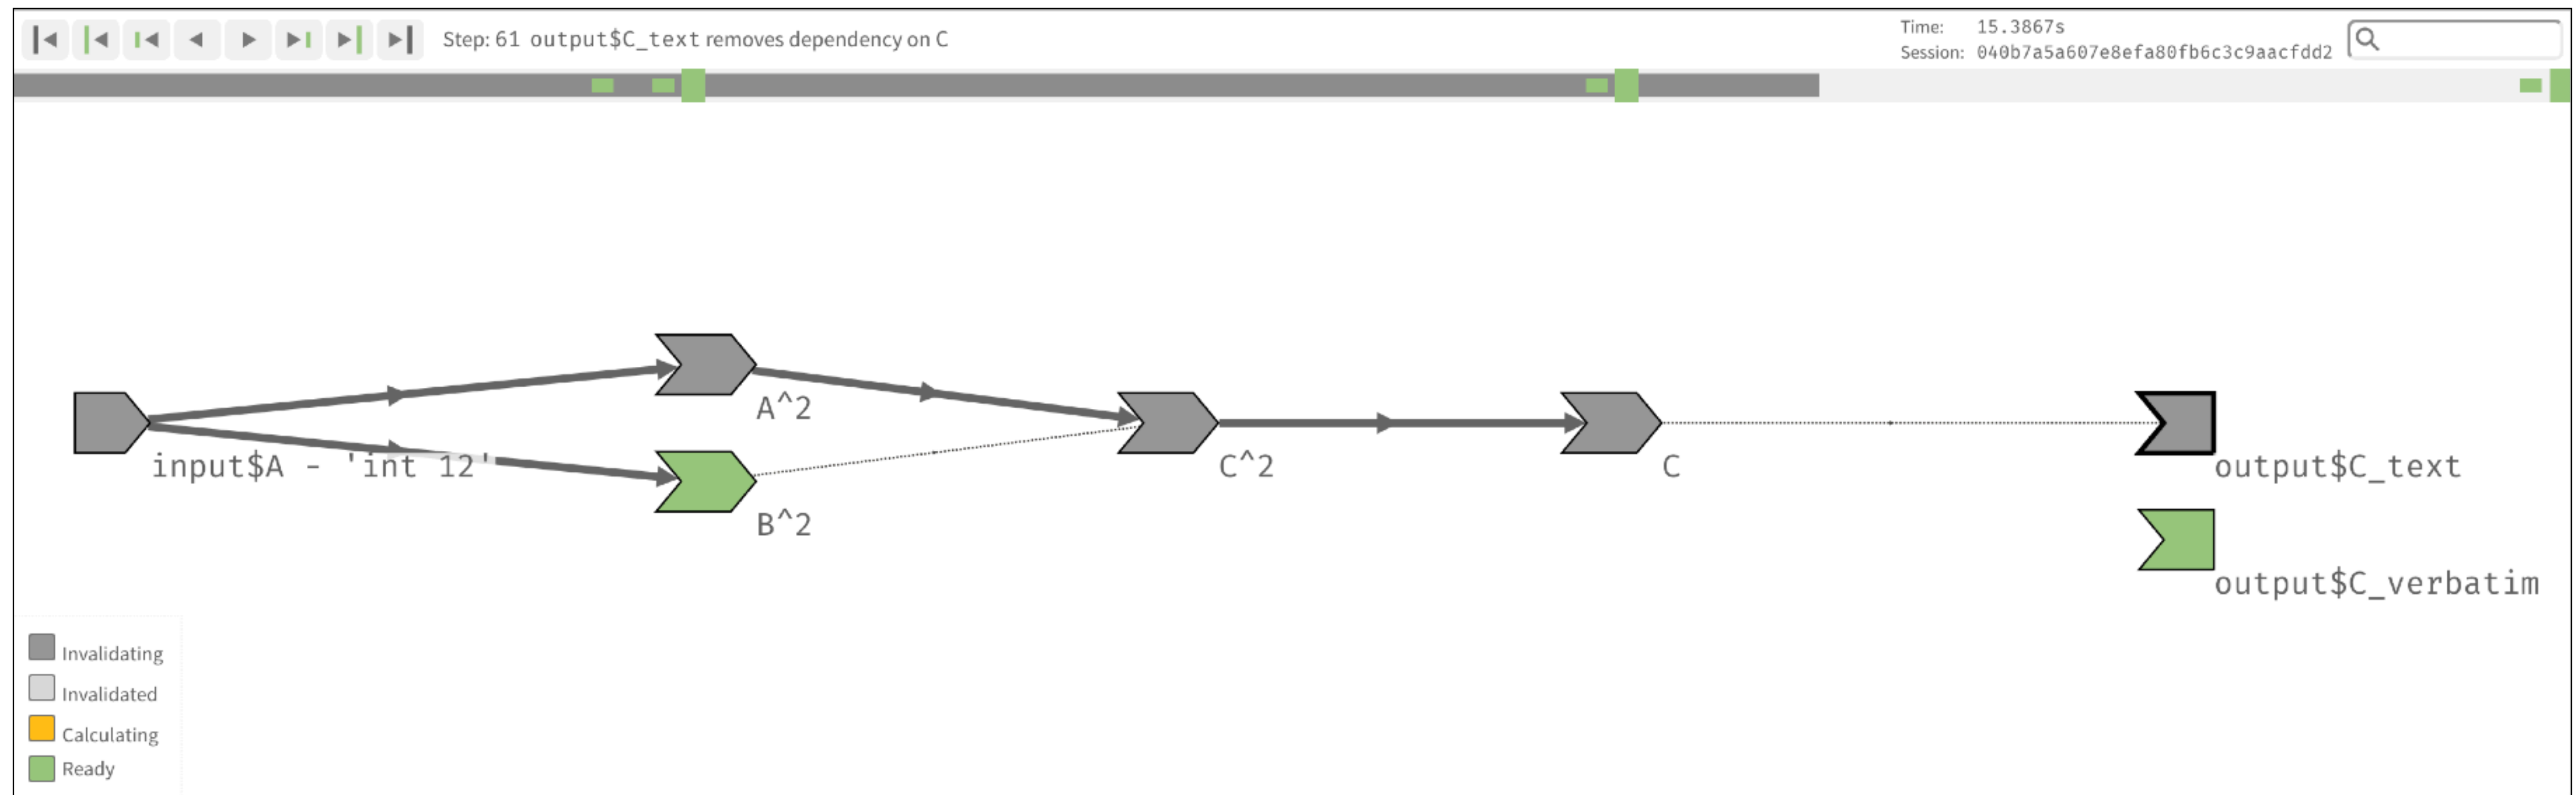 Step: 61 output$C_text removes dependency on C
Time: 15.3867s
Session: 040b7a5a607e8efa80fb6c3c9aacfdd2
A^2
input$A - 'int 12'
C^2
C
output$C_text
B^2
output$C_verbatim
Invalidating
Invalidated
Calculating
Ready